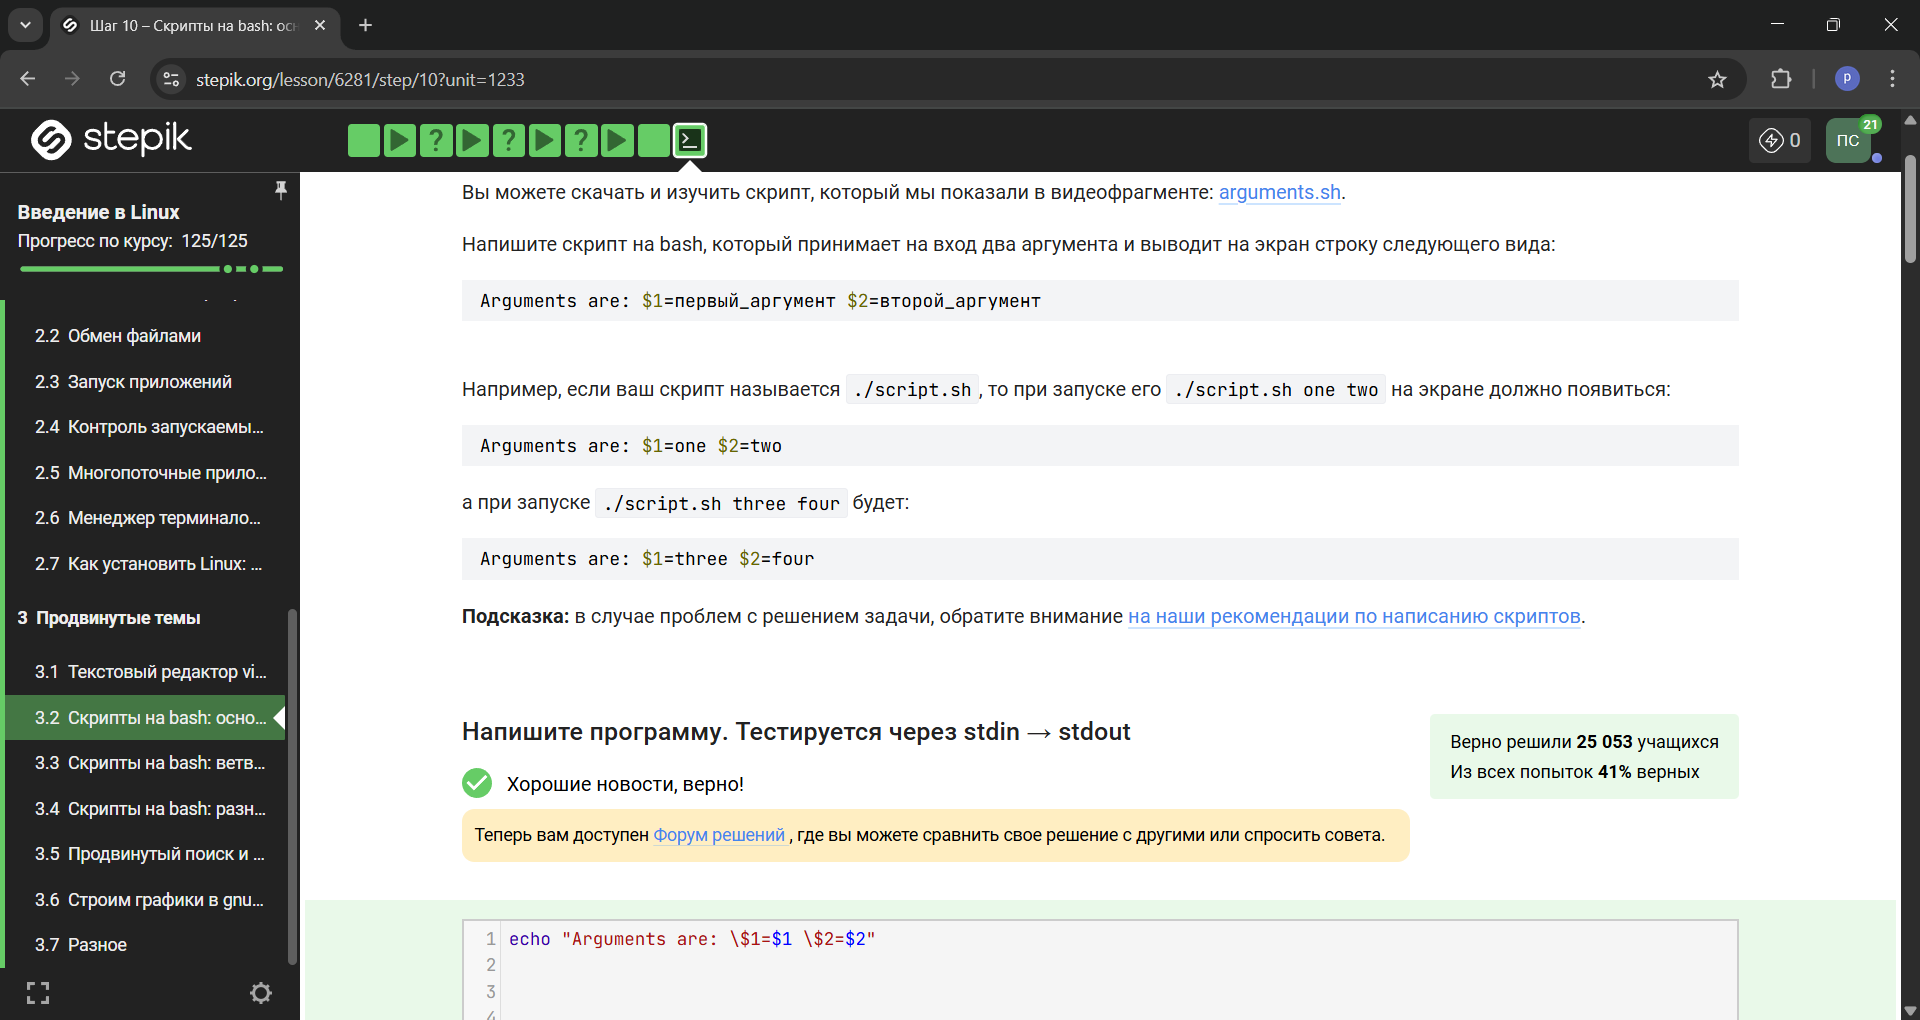 Шаг 10 – Скрипты на bash: осн
stepik.org/lesson/6281/step/10?unit=1233
P
stepik
? ? ?
0
ПС
21
Введение в Linux
Прогресс по курсу: 125/125
2.2 Обмен файлами
2.3 Запуск приложений
2.4 Контроль запускаемы...
2.5 Многопоточные прило...
2.6 Менеджер терминало...
2.7 Как установить Linux: ...
3 Продвинутые темы
3.1 Текстовый редактор vi...
3.2 Скрипты на bash: осно...
3.3 Скрипты на bash: ветв...
3.4 Скрипты на bash: разн...
3.5 Продвинутый поиск и ...
3.6 Строим графики в gnu...
3.7 Разное
Вы можете скачать и изучить скрипт, который мы показали в видеофрагменте: arguments.sh.
Напишите скрипт на bash, который принимает на вход два аргумента и выводит на экран строку следующего вида:
Arguments are: $1=первый_аргумент $2=второй_аргумент
Например, если ваш скрипт называется ./script.sh , то при запуске его ./script.sh one two на экране должно появиться:
Arguments are: $1=one $2=two
а при запуске ./script.sh three four будет:
Arguments are: $1=three $2=four
Подсказка: в случае проблем с решением задачи, обратите внимание на наши рекомендации по написанию скриптов.
Напишите программу. Тестируется через stdin → stdout
Верно решили 25 053 учащихся
Из всех попыток 41% верных
Хорошие новости, верно!
Теперь вам доступен Форум решений , где вы можете сравнить свое решение с другими или спросить совета.
1 echo "Arguments are: \$1=$1 \$2=$2"
2
3
4